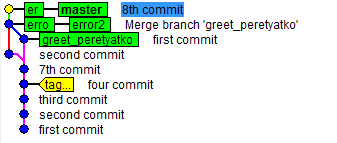 er master 8th commit
erro error2 Merge branch 'greet_peretyatko'
greet_peretyatko first commit
second commit
7th commit
tag... four commit
third commit
second commit
first commit